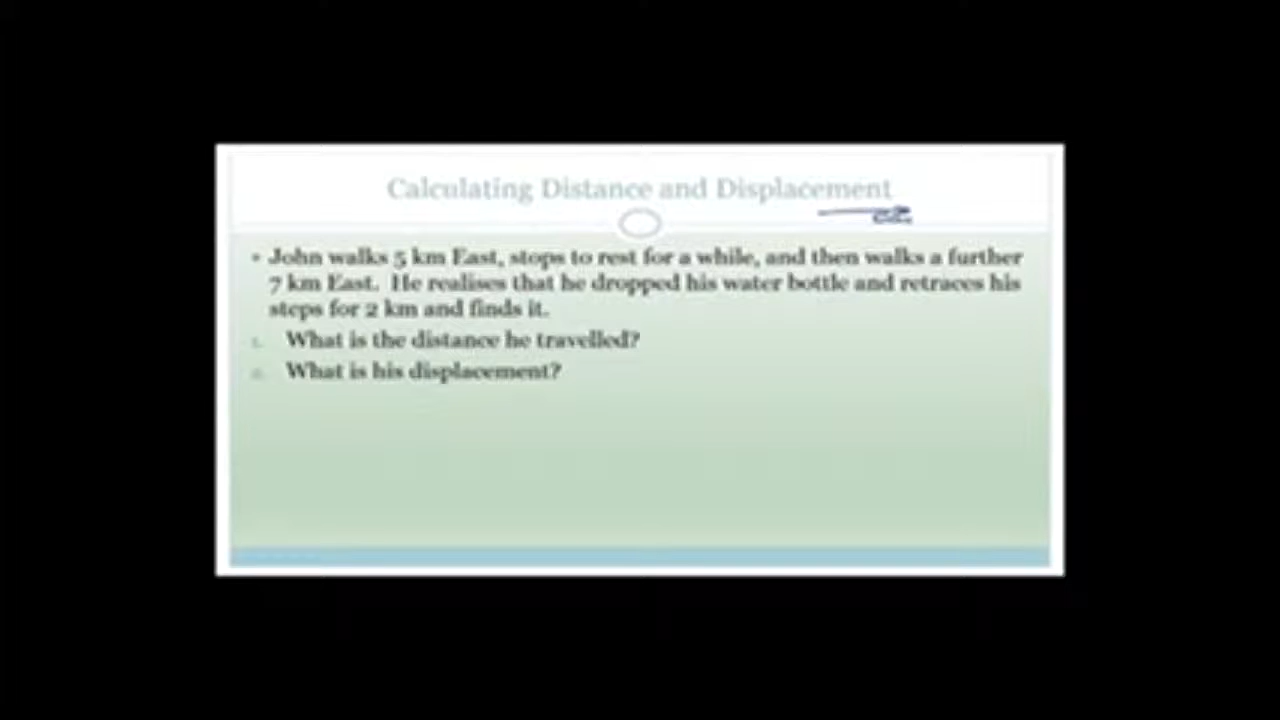 Calculating Distance and Displacement
• John walks 5 km East, stops to rest for a while, and then walks a further
7 km East. He realises that he dropped his water bottle and retraces his
steps for 2 km and finds it.
1. What is the distance he travelled?
2. What is his displacement?